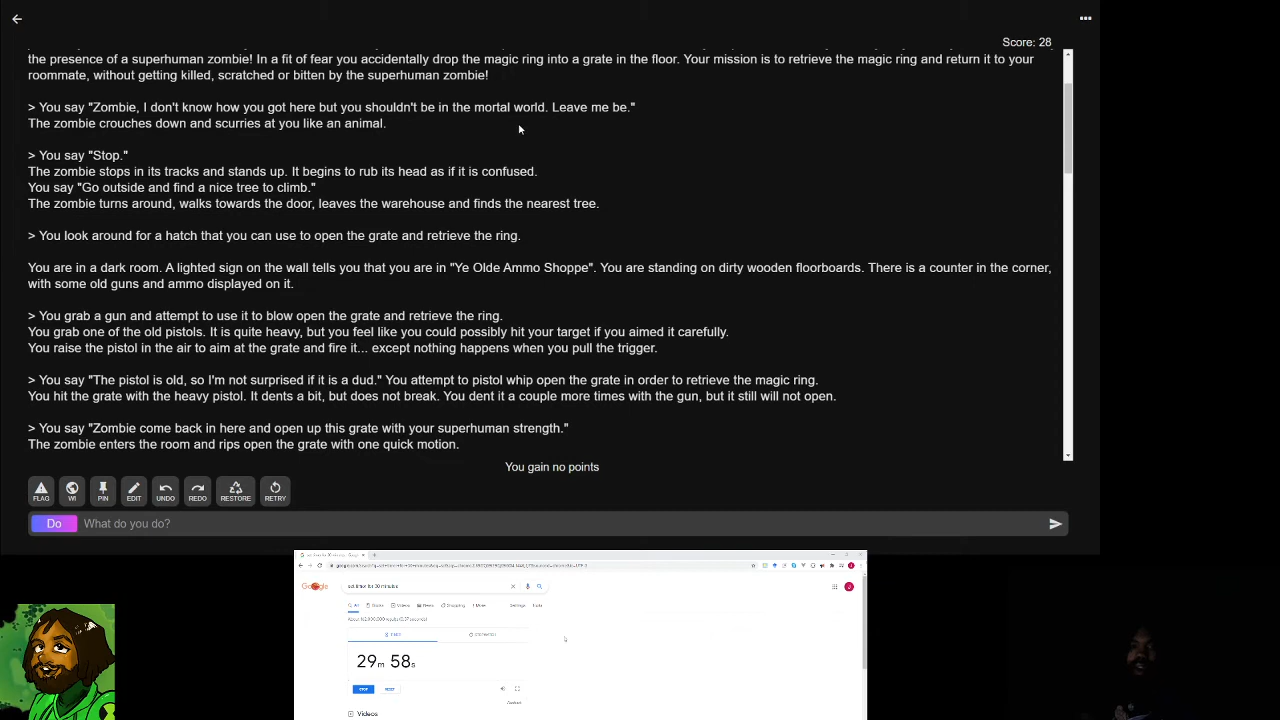 Score: 28
the presence of a superhuman zombie! In a fit of fear you accidentally drop the magic ring into a grate in the floor. Your mission is to retrieve the magic ring and return it to your
roommate, without getting killed, scratched or bitten by the superhuman zombie!
> You say "Zombie, I don't know how you got here but you shouldn't be in the mortal world. Leave me be."
The zombie crouches down and scurries at you like an animal.
> You say "Stop."
The zombie stops in its tracks and stands up. It begins to rub its head as if it is confused.
You say "Go outside and find a nice tree to climb."
The zombie turns around, walks towards the door, leaves the warehouse and finds the nearest tree.
> You look around for a hatch that you can use to open the grate and retrieve the ring.
You are in a dark room. A lighted sign on the wall tells you that you are in "Ye Olde Ammo Shoppe". You are standing on dirty wooden floorboards. There is a counter in the corner,
with some old guns and ammo displayed on it.
> You grab a gun and attempt to use it to blow open the grate and retrieve the ring.
You grab one of the old pistols. It is quite heavy, but you feel like you could possibly hit your target if you aimed it carefully.
You raise the pistol in the air to aim at the grate and fire it... except nothing happens when you pull the trigger.
> You say "The pistol is old, so I'm not surprised if it is a dud." You attempt to pistol whip open the grate in order to retrieve the magic ring.
You hit the grate with the heavy pistol. It dents a bit, but does not break. You dent it a couple more times with the gun, but it still will not open.
> You say "Zombie come back in here and open up this grate with your superhuman strength."
The zombie enters the room and rips open the grate with one quick motion.
You gain no points
FLAG WI PIN EDIT UNDO REDO RESTORE RETRY
Do What do you do?
Google set timer for 30 minutes
All Videos News Shopping More Settings Tools
29m 58s
STOP RESET
Feedback
Videos